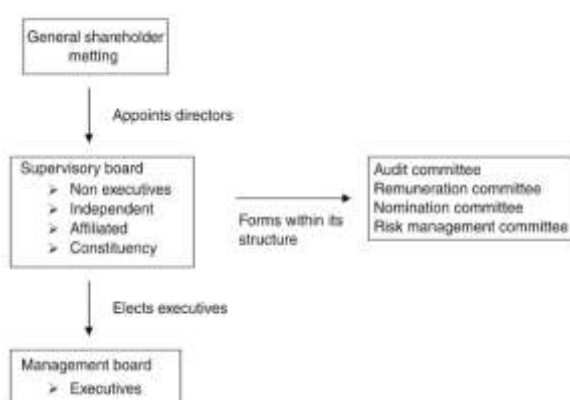 General shareholder
metting
Appoints directors
Supervisory board
➢ Non executives
➢ Independent
➢ Affiliated
➢ Constituency
Forms within its
structure
Audit committee
Remuneration committee
Nomination committee
Risk management committee
Elects executives
Management board
➢ Executives